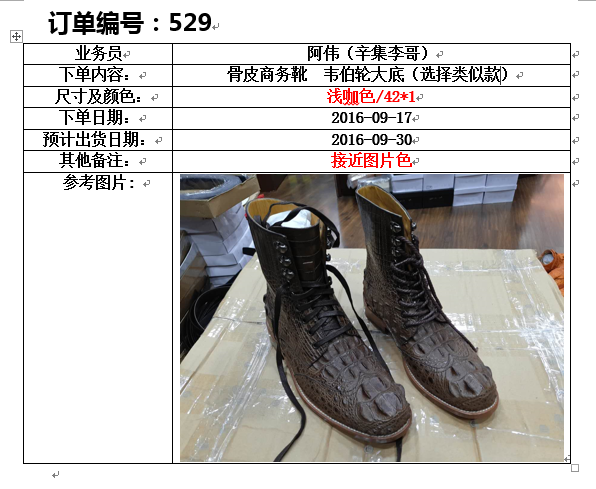 订单编号：529
业务员 阿伟（辛集李哥）
下单内容： 骨皮商务靴 韦伯轮大底（选择类似款）
尺寸及颜色： 浅咖色/42*1
下单日期： 2016-09-17
预计出货日期： 2016-09-30
其他备注： 接近图片色
参考图片：